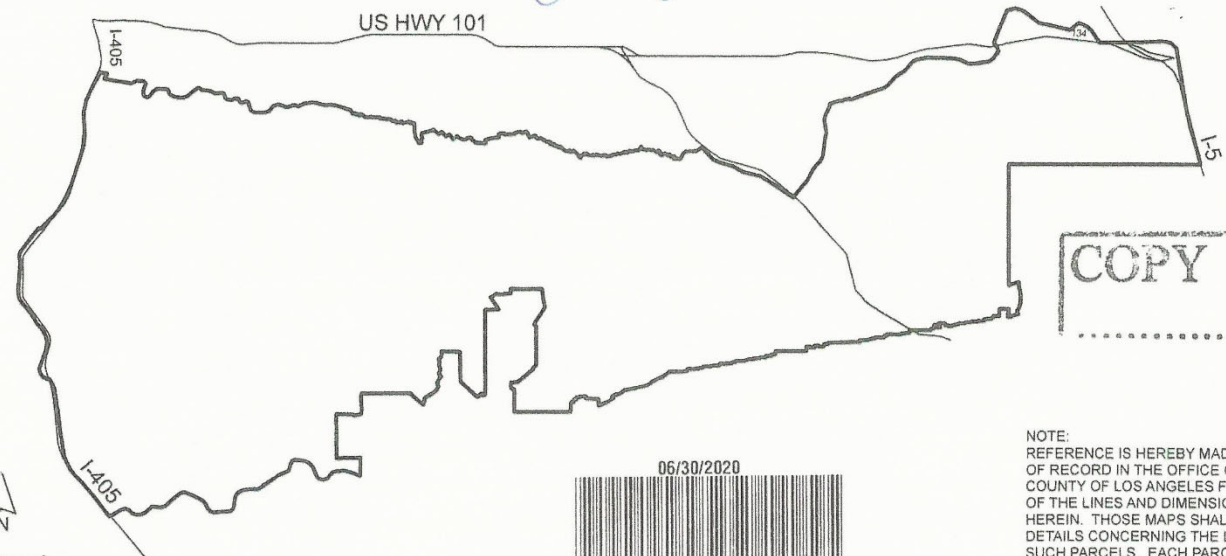 US HWY 101
I-405
134
I-5
COPY
I-405
06/30/2020
NOTE:
REFERENCE IS HEREBY MAD
OF RECORD IN THE OFFICE
COUNTY OF LOS ANGELES F
OF THE LINES AND DIMENSIO
HEREIN. THOSE MAPS SHAL
DETAILS CONCERNING THE
SUCH PARCELS. EACH PARC